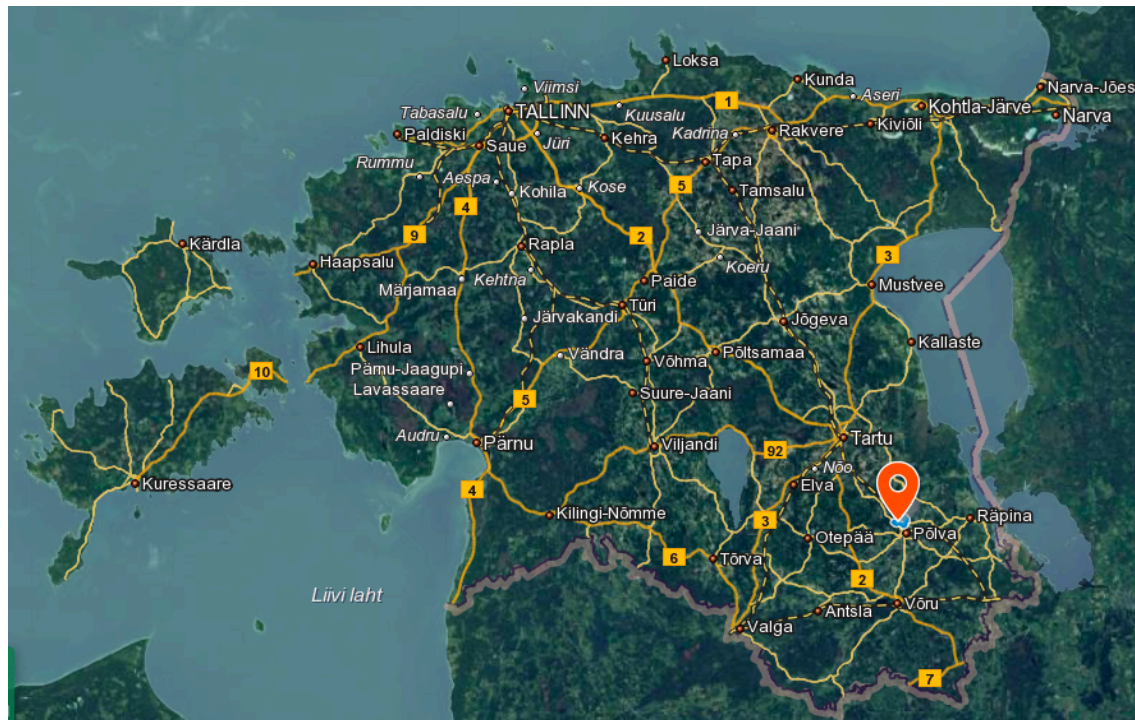 Loksa
Kunda
Viimsi
Aseri
Narva-Jões
1
Tabasalu
TALLINN
Kuusalu
Kohtla-Järve
Narva
Paldiski
Jüri
Kehra
Kadrina
Rakvere
Kiviõli
Saue
Rummu
Tapa
Aespa
Kohila
Kose
5
Tamsalu
4
9
2
Järva-Jaani
Kärdla
Rapla
3
Haapsalu
Koeru
Kehtna
Paide
Mustvee
Märjamaa
Türi
Järvakandi
Jõgeva
Lihula
Vändra
Võhma
Põltsamaa
Kallaste
Pärnu-Jaagupi
10
Lavassaare
5
Suure-Jaani
Audru
Pärnu
Viljandi
92
Tartu
Nõo
Kuressaare
4
Elva
Kilingi-Nõmme
3
Räpina
Otepää
Põlva
6
Tõrva
2
Liivi laht
Antsla
Võru
Valga
7